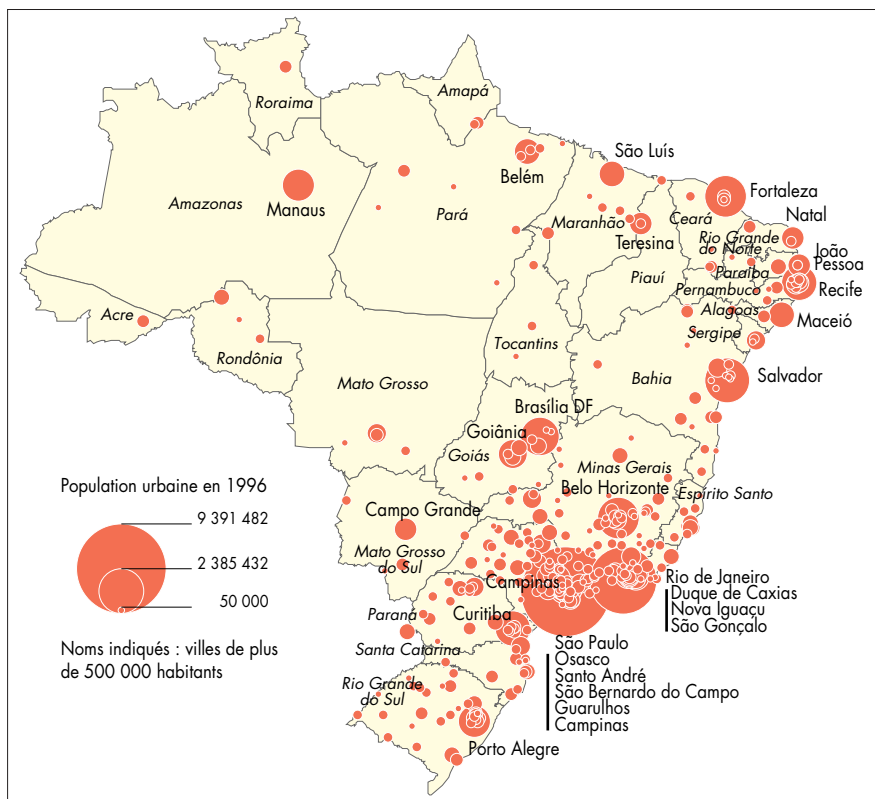 Roraima
Amapá
São Luís
Belém
Fortaleza
Amazonas
Manaus
Pará
Maranhão
Ceará
Natal
Teresina
Rio Grande
do Norte
João
Pessoa
Piauí
Paraíba
Pernambuco
Recife
Acre
Alagoas
Maceió
Rondônia
Tocantins
Sergipe
Mato Grosso
Bahia
Salvador
Brasília DF
Goiânia
Goiás
Minas Gerais
Belo Horizonte
Espírito Santo
Population urbaine en 1996
9 391 482
2 385 432
50 000
Noms indiqués : villes de plus
de 500 000 habitants
Campo Grande
Mato Grosso
do Sul
Campinas
Rio de Janeiro
Duque de Caxias
Nova Iguaçu
São Gonçalo
Paraná
Curitiba
Santa Catarina
São Paulo
Osasco
Santo André
São Bernardo do Campo
Guarulhos
Campinas
Rio Grande
do Sul
Porto Alegre